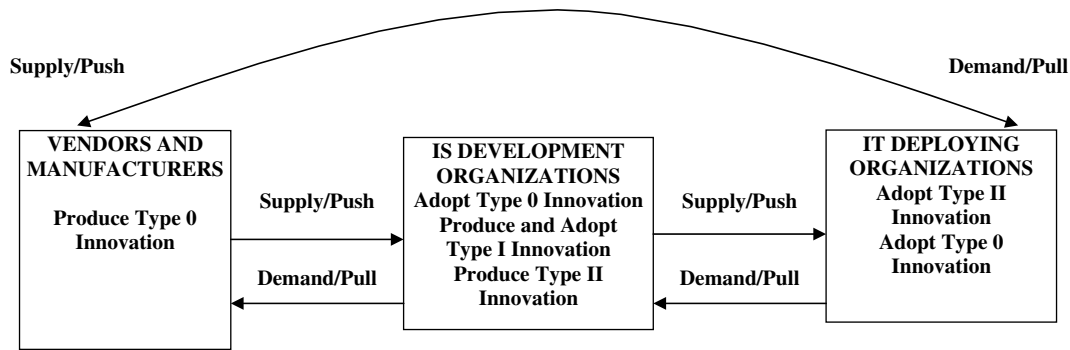 Supply/Push
Demand/Pull
VENDORS AND
MANUFACTURERS
Produce Type 0
Innovation
Supply/Push
Demand/Pull
IS DEVELOPMENT
ORGANIZATIONS
Adopt Type 0 Innovation
Produce and Adopt
Type I Innovation
Produce Type II
Innovation
Supply/Push
Demand/Pull
IT DEPLOYING
ORGANIZATIONS
Adopt Type II
Innovation
Adopt Type 0
Innovation